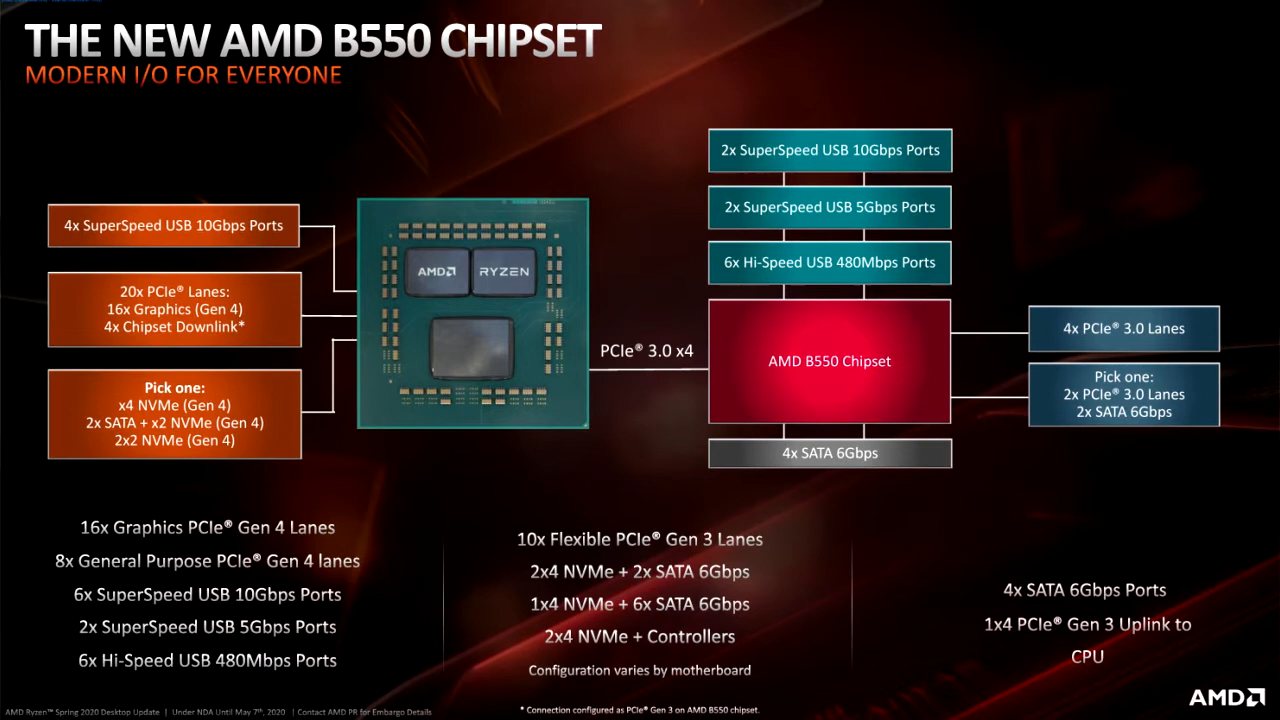 THE NEW AMD B550 CHIPSET
MODERN I/O FOR EVERYONE
4x SuperSpeed USB 10Gbps Ports
20x PCIe® Lanes:
16x Graphics (Gen 4)
4x Chipset Downlink*
Pick one:
x4 NVMe (Gen 4)
2x SATA + x2 NVMe (Gen 4)
2x2 NVMe (Gen 4)
AMD
RYZEN
PCIe® 3.0 x4
2x SuperSpeed USB 10Gbps Ports
2x SuperSpeed USB 5Gbps Ports
6x Hi-Speed USB 480Mbps Ports
AMD B550 Chipset
4x SATA 6Gbps
4x PCIe® 3.0 Lanes
Pick one:
2x PCIe® 3.0 Lanes
2x SATA 6Gbps
16x Graphics PCIe® Gen 4 Lanes
8x General Purpose PCIe® Gen 4 lanes
6x SuperSpeed USB 10Gbps Ports
2x SuperSpeed USB 5Gbps Ports
6x Hi-Speed USB 480Mbps Ports
10x Flexible PCIe® Gen 3 Lanes
2x4 NVMe + 2x SATA 6Gbps
1x4 NVMe + 6x SATA 6Gbps
2x4 NVMe + Controllers
Configuration varies by motherboard
4x SATA 6Gbps Ports
1x4 PCIe® Gen 3 Uplink to
CPU
AMD
AMD Ryzen™ Spring 2020 Desktop Update | Under NDA Until May 7th, 2020 | Contact AMD PR for Embargo Details
* Connection configured as PCIe® Gen 3 on AMD B550 chipset.